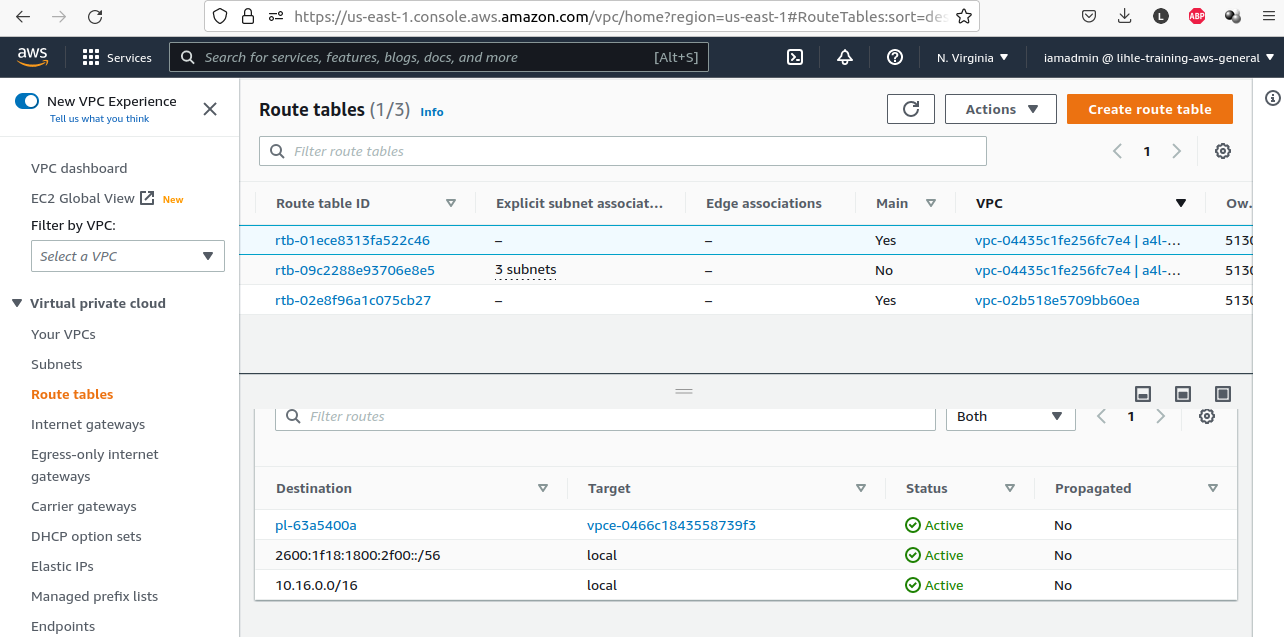 https://us-east-1.console.aws.amazon.com/vpc/home?region=us-east-1#RouteTables:sort=des
L
ABP
aws
Services
Search for services, features, blogs, docs, and more
[Alt+S]
N. Virginia
iamadmin @ lihle-training-aws-general
New VPC Experience
Tell us what you think
VPC dashboard
EC2 Global View New
Filter by VPC:
Select a VPC
Virtual private cloud
Your VPCs
Subnets
Route tables
Internet gateways
Egress-only internet
gateways
Carrier gateways
DHCP option sets
Elastic IPs
Managed prefix lists
Endpoints
Route tables (1/3) Info
Actions
Create route table
Filter route tables
1
Route table ID Explicit subnet associat... Edge associations Main VPC Ow...
rtb-01ece8313fa522c46 – – Yes vpc-04435c1fe256fc7e4 | a4l-... 5130
rtb-09c2288e93706e8e5 3 subnets – No vpc-04435c1fe256fc7e4 | a4l-... 5130
rtb-02e8f96a1c075cb27 – – Yes vpc-02b518e5709bb60ea 5130
Filter routes
Both
1
Destination Target Status Propagated
pl-63a5400a vpce-0466c1843558739f3 Active No
2600:1f18:1800:2f00::/56 local Active No
10.16.0.0/16 local Active No